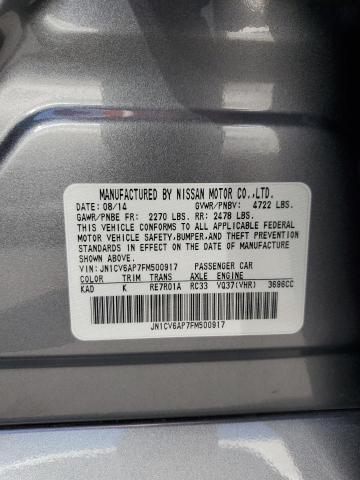 MANUFACTURED BY NISSAN MOTOR CO.,LTD.
DATE: 08/14 GVWR/PNBV: 4722 LBS.
GAWR/PNBE FR: 2270 LBS. RR: 2478 LBS.
THIS VEHICLE CONFORMS TO ALL APPLICABLE FEDERAL
MOTOR VEHICLE SAFETY,BUMPER,AND THEFT PREVENTION
STANDARDS IN EFFECT ON THE DATE OF MANUFACTURE
SHOWN ABOVE.
VIN: JN1CV6AP7FM500917 PASSENGER CAR
COLOR TRIM TRANS AXLE ENGINE
KAD K RE7R01A RC33 VQ37(VHR) 3696CC
JN1CV6AP7FM500917